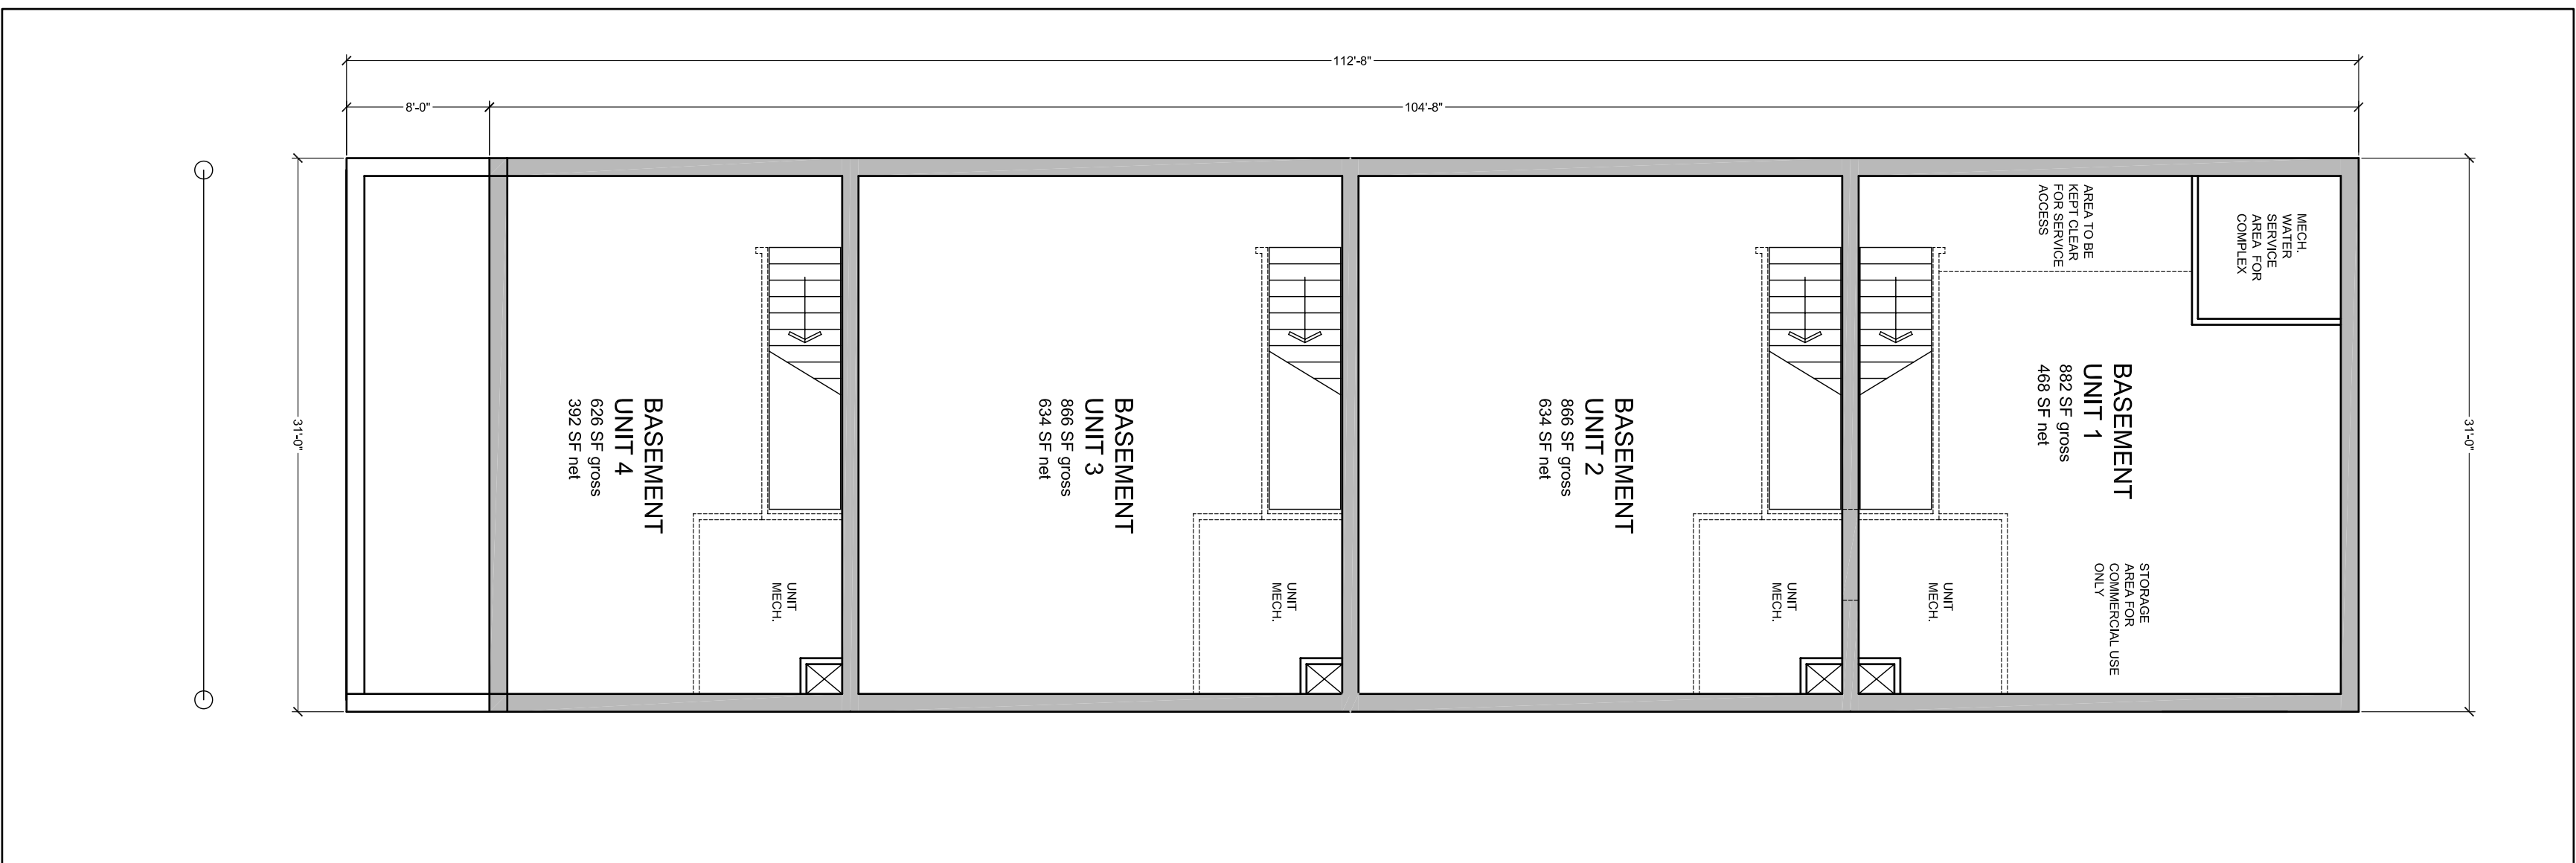 112'-8"
8'-0"
104'-8"
31'-0"
31'-0"
BASEMENT
UNIT 4
626 SF gross
392 SF net
UNIT
MECH.
BASEMENT
UNIT 3
866 SF gross
634 SF net
UNIT
MECH.
BASEMENT
UNIT 2
866 SF gross
634 SF net
UNIT
MECH.
AREA TO BE
KEPT CLEAR
FOR SERVICE
ACCESS
MECH.
WATER
SERVICE
AREA FOR
COMPLEX
BASEMENT
UNIT 1
882 SF gross
468 SF net
UNIT
MECH.
STORAGE
AREA FOR
COMMERCIAL USE
ONLY